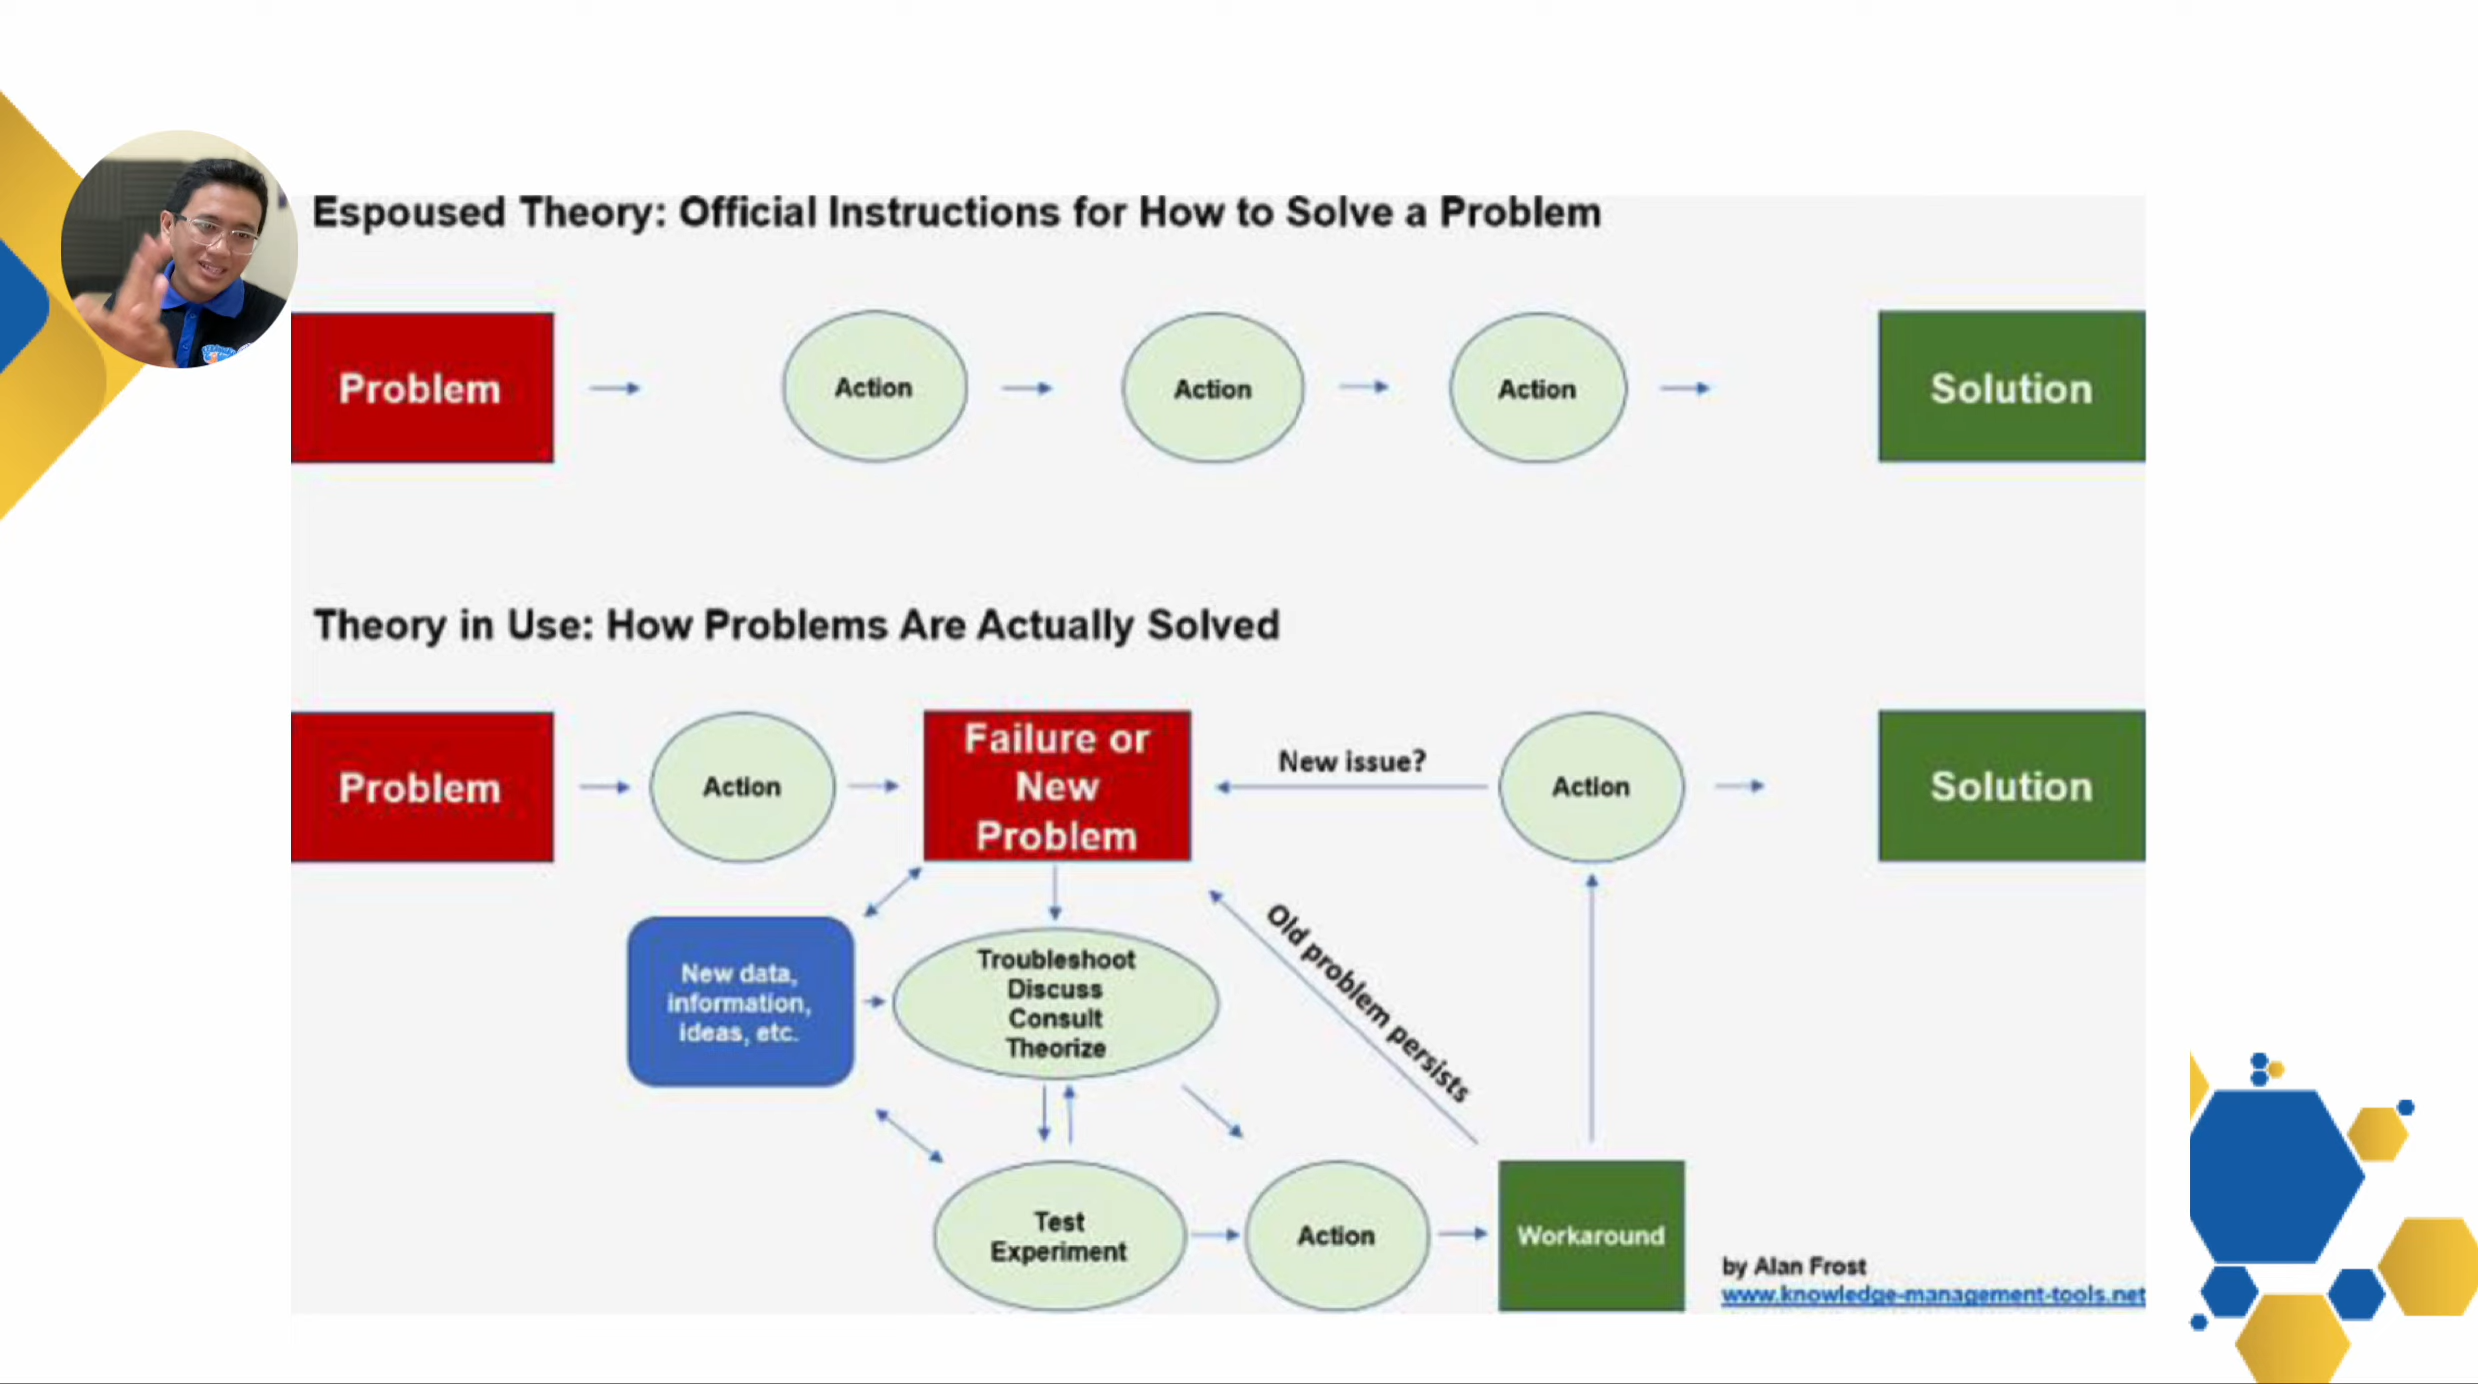 Espoused Theory: Official Instructions for How to Solve a Problem
Problem
Action
Action
Action
Solution
Theory in Use: How Problems Are Actually Solved
Problem
Action
Failure or
New
Problem
New issue?
Action
Solution
New data,
information,
ideas, etc.
Troubleshoot
Discuss
Consult
Theorize
Old problem persists
Test
Experiment
Action
Workaround
by Alan Frost
www.knowledge-management-tools.net